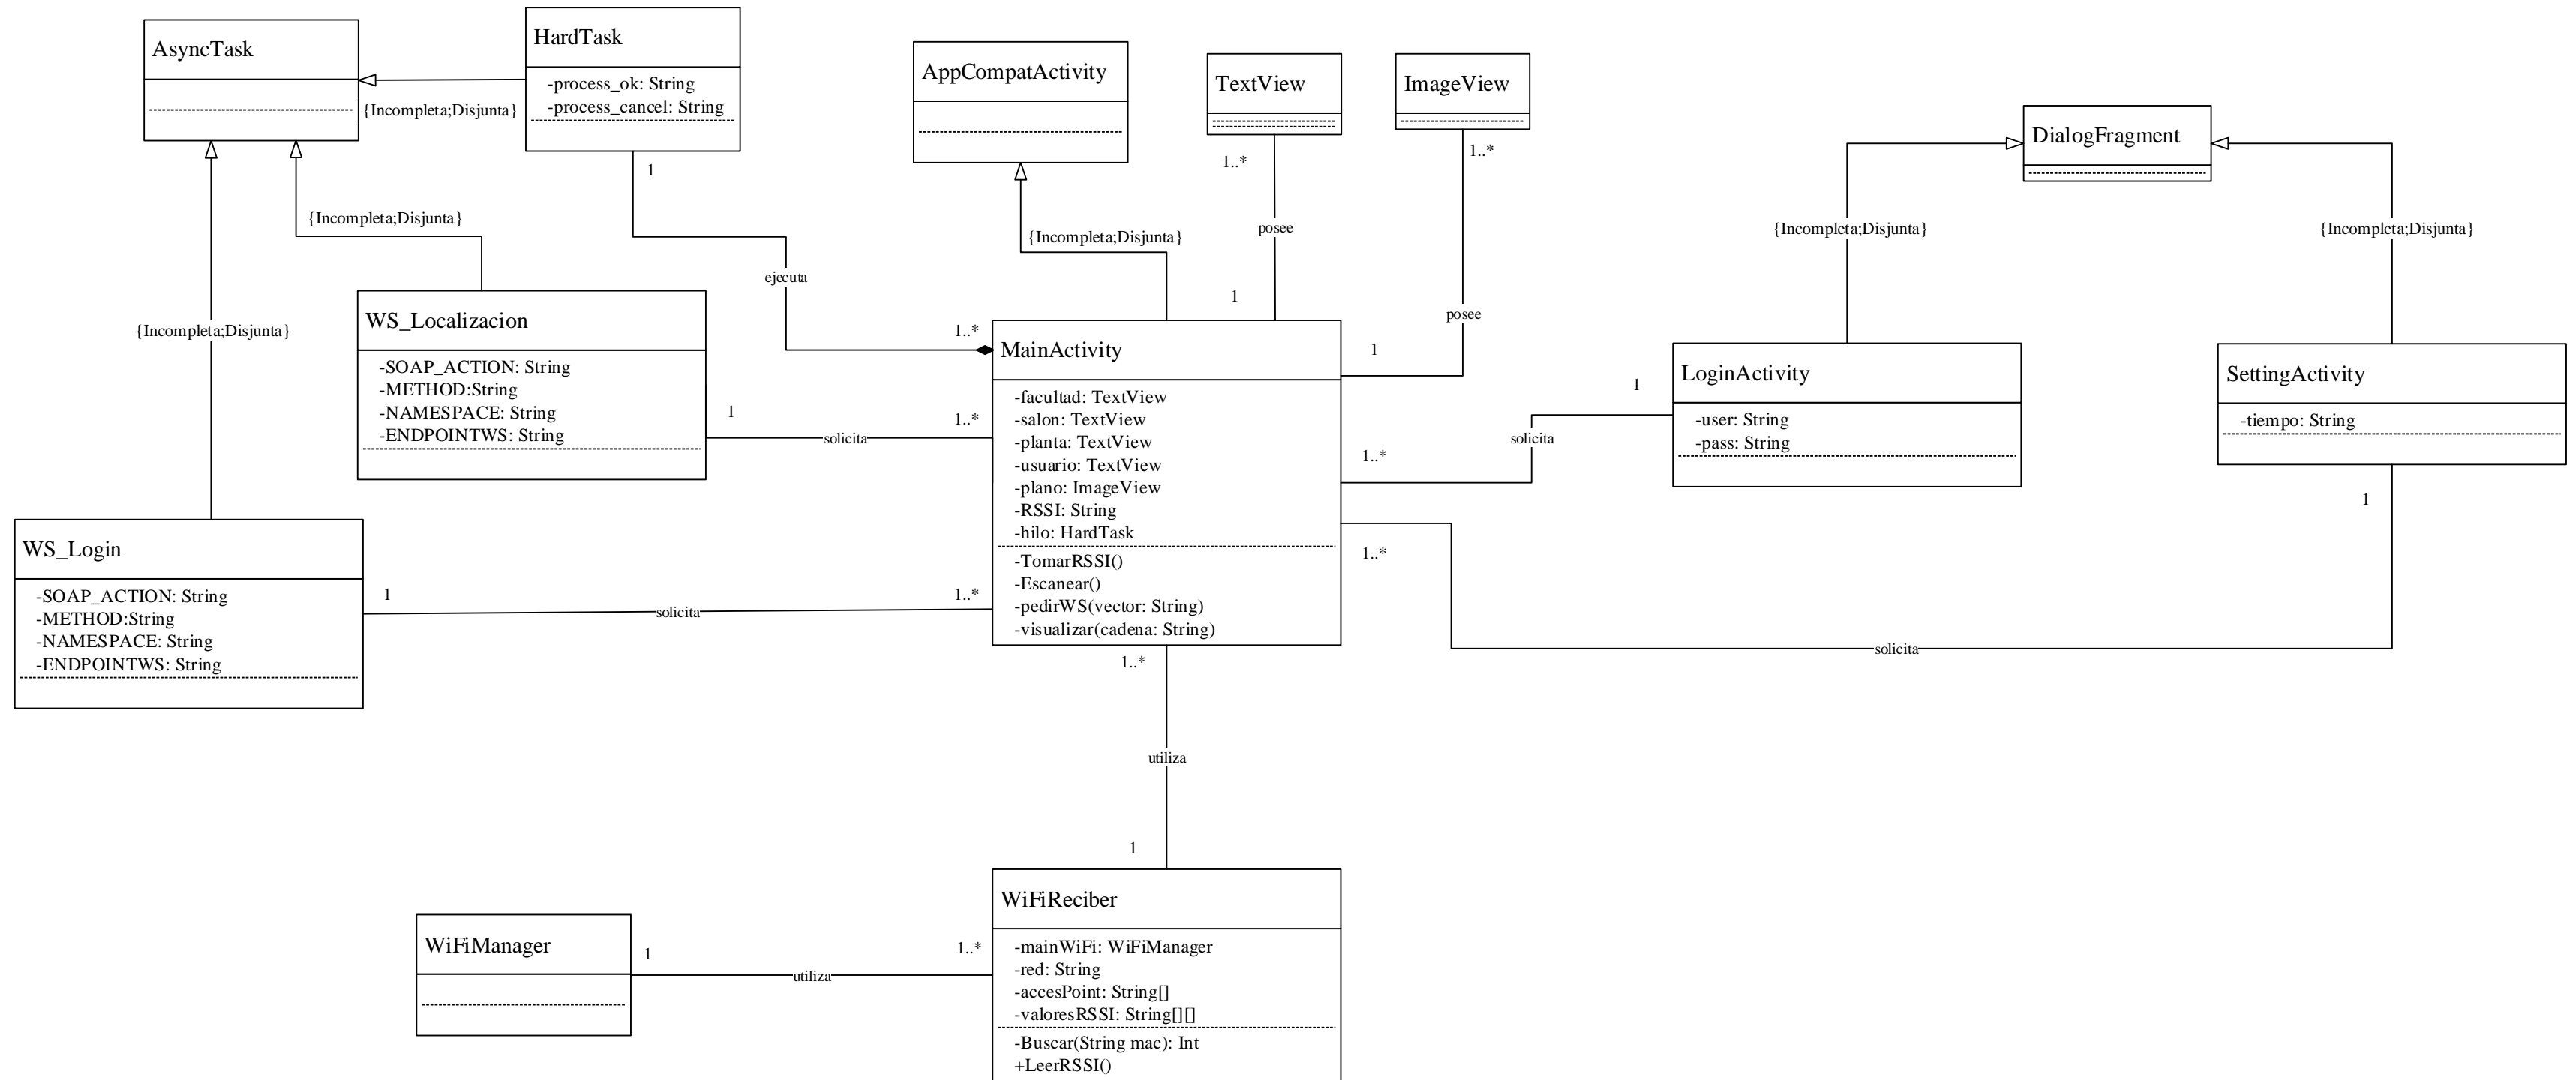 AsyncTask
HardTask
-process_ok: String
-process_cancel: String
{Incompleta;Disjunta}
1
AppCompatActivity
TextView
ImageView
1..*
1..*
DialogFragment
{Incompleta;Disjunta}
{Incompleta;Disjunta}
posee
{Incompleta;Disjunta}
{Incompleta;Disjunta}
ejecuta
1
posee
{Incompleta;Disjunta}
WS_Localizacion
-SOAP_ACTION: String
-METHOD:String
-NAMESPACE: String
-ENDPOINTWS: String
1
solicita
1..*
1..*
MainActivity
-facultad: TextView
-salon: TextView
-planta: TextView
-usuario: TextView
-plano: ImageView
-RSSI: String
-hilo: HardTask
-TomarRSSI()
-Escanear()
-pedirWS(vector: String)
-visualizar(cadena: String)
1
1
solicita
1..*
LoginActivity
-user: String
-pass: String
SettingActivity
-tiempo: String
1
1..*
solicita
WS_Login
-SOAP_ACTION: String
-METHOD:String
-NAMESPACE: String
-ENDPOINTWS: String
1
solicita
1..*
1..*
utiliza
1
WiFiManager
1
utiliza
1..*
WiFiReciber
-mainWiFi: WiFiManager
-red: String
-accesPoint: String[]
-valoresRSSI: String[][]
-Buscar(String mac): Int
+LeerRSSI()